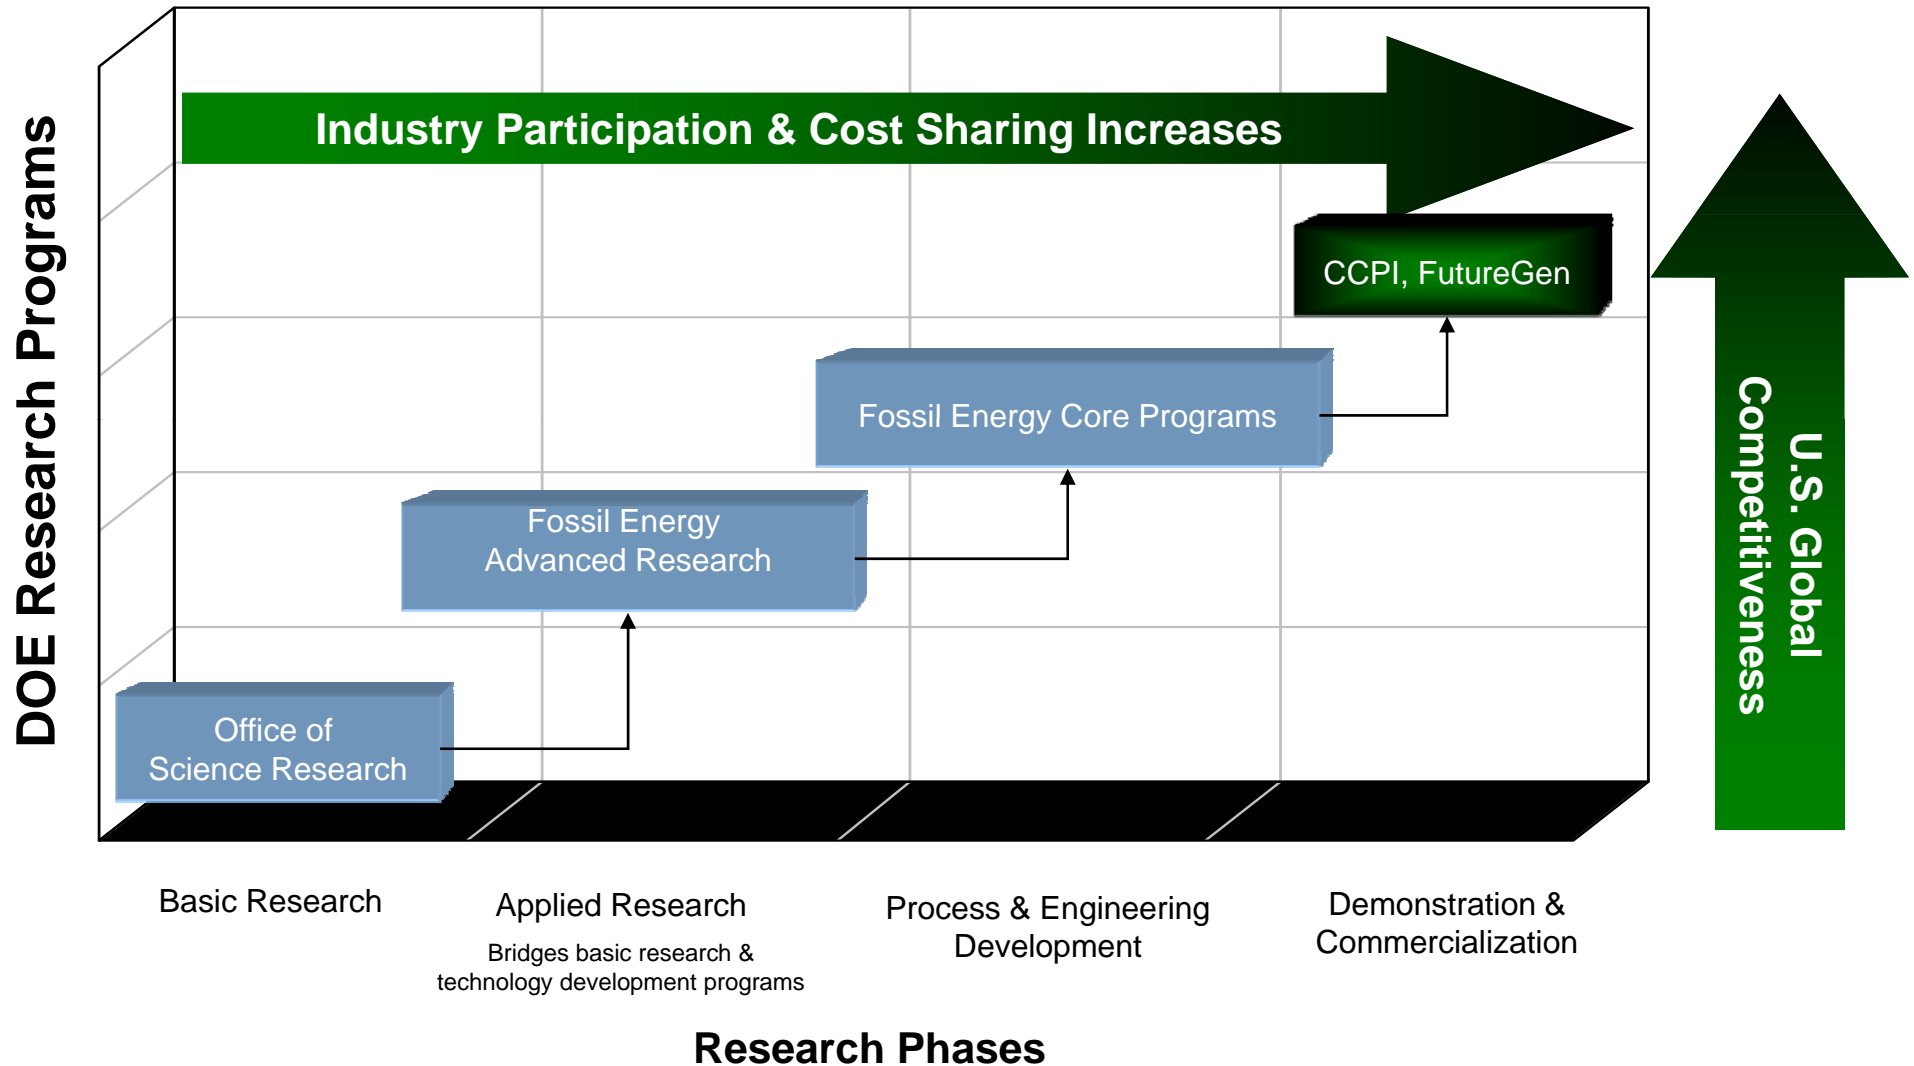 DOE Research Programs
Industry Participation & Cost Sharing Increases
CCPI, FutureGen
Fossil Energy Core Programs
Fossil Energy
Advanced Research
Office of
Science Research
U.S. Global
Competitiveness
Basic Research
Applied Research
Bridges basic research &
technology development programs
Process & Engineering
Development
Demonstration &
Commercialization
Research Phases